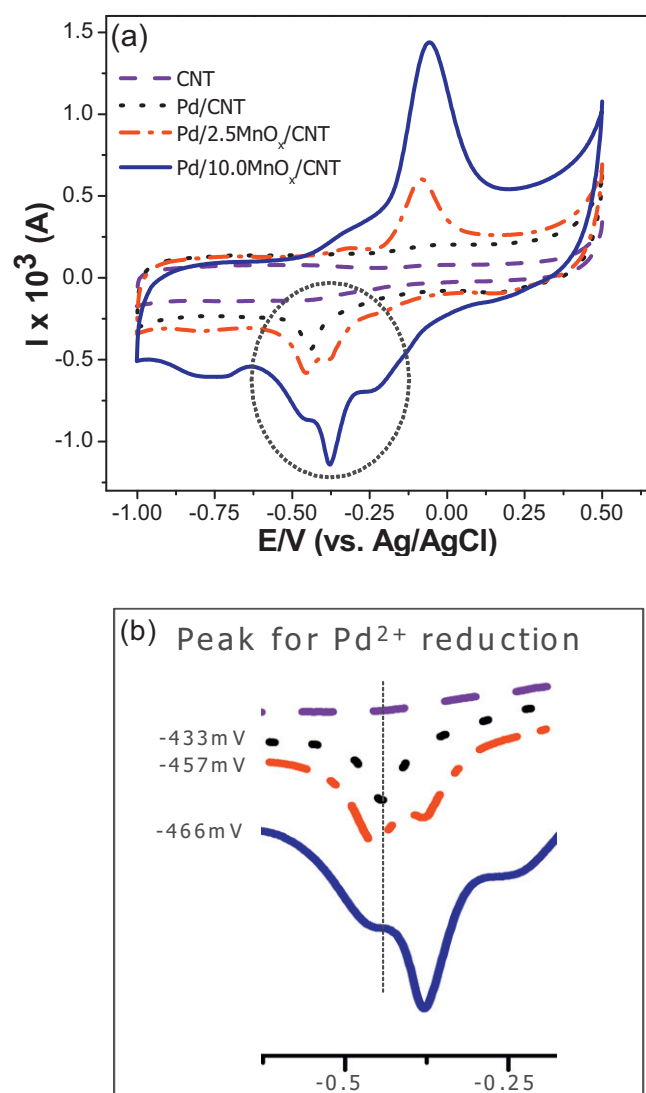 (a)
1.5
1.0
0.5
0.0
-0.5
-1.0
I x 10³ (A)
CNT
Pd/CNT
Pd/2.5MnOₓ/CNT
Pd/10.0MnOₓ/CNT
-1.00 -0.75 -0.50 -0.25 0.00 0.25 0.50
E/V (vs. Ag/AgCl)
(b) Peak for Pd²⁺ reduction
-433mV
-457mV
-466mV
-0.5 -0.25